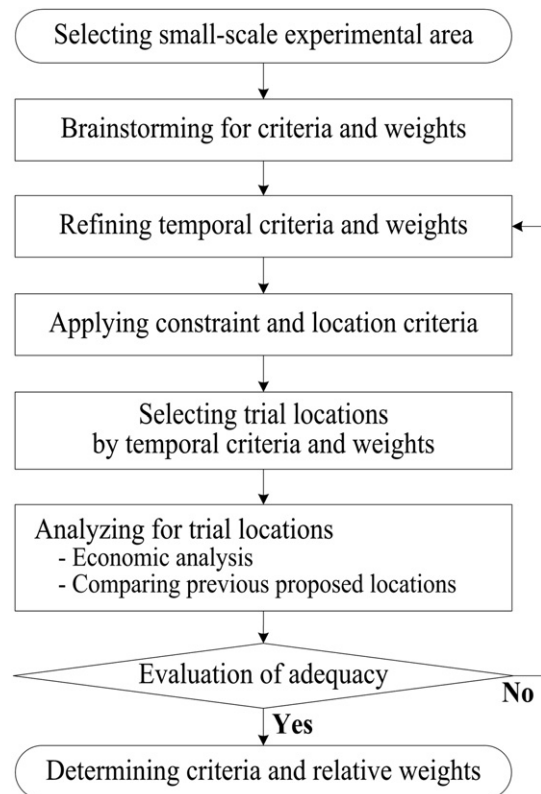 Selecting small-scale experimental area
Brainstorming for criteria and weights
Refining temporal criteria and weights
Applying constraint and location criteria
Selecting trial locations
by temporal criteria and weights
Analyzing for trial locations
- Economic analysis
- Comparing previous proposed locations
Evaluation of adequacy
No
Yes
Determining criteria and relative weights